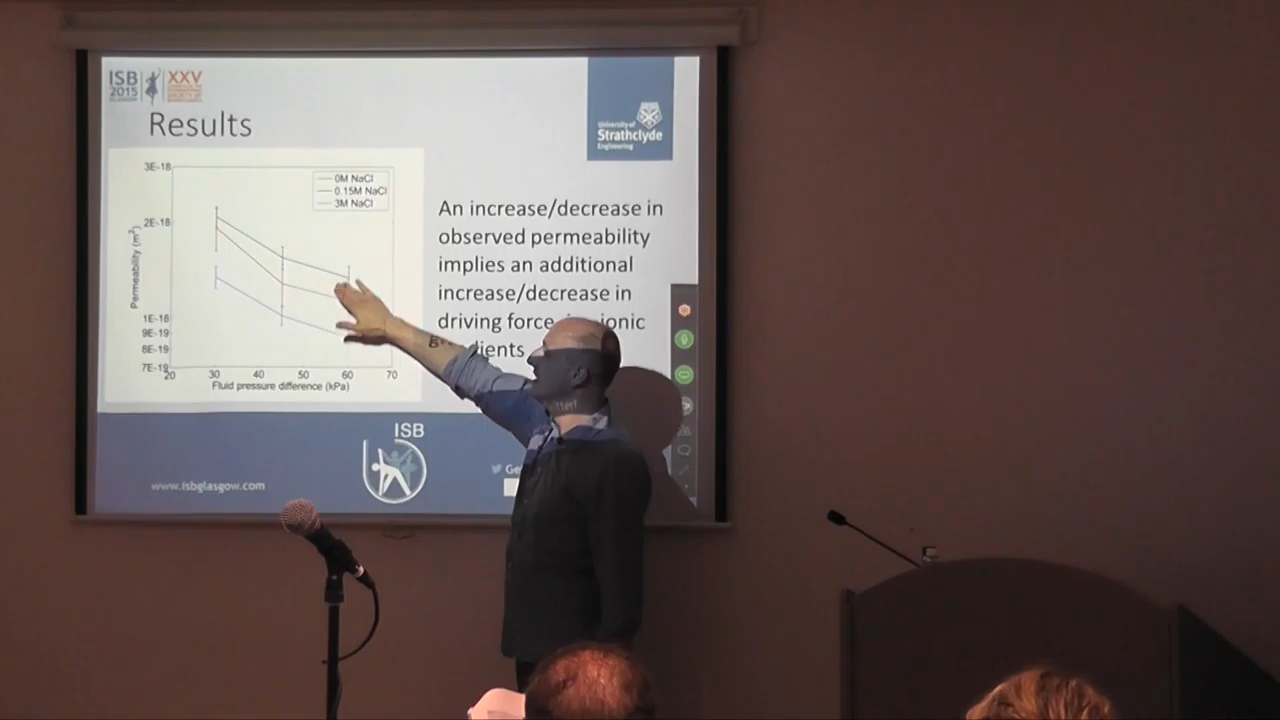 ISB
2015
GLASGOW
XXV
Results
University of
Strathclyde
Engineering
3E-18
2E-18
1E-18
9E-19
8E-19
7E-19
Permeability (m²)
0M NaCl
0.15M NaCl
3M NaCl
20 30 40 50 60 70
Fluid pressure difference (kPa)
An increase/decrease in
observed permeability
implies an additional
increase/decrease in
driving force ionic
ISB
www.isbglasgow.com